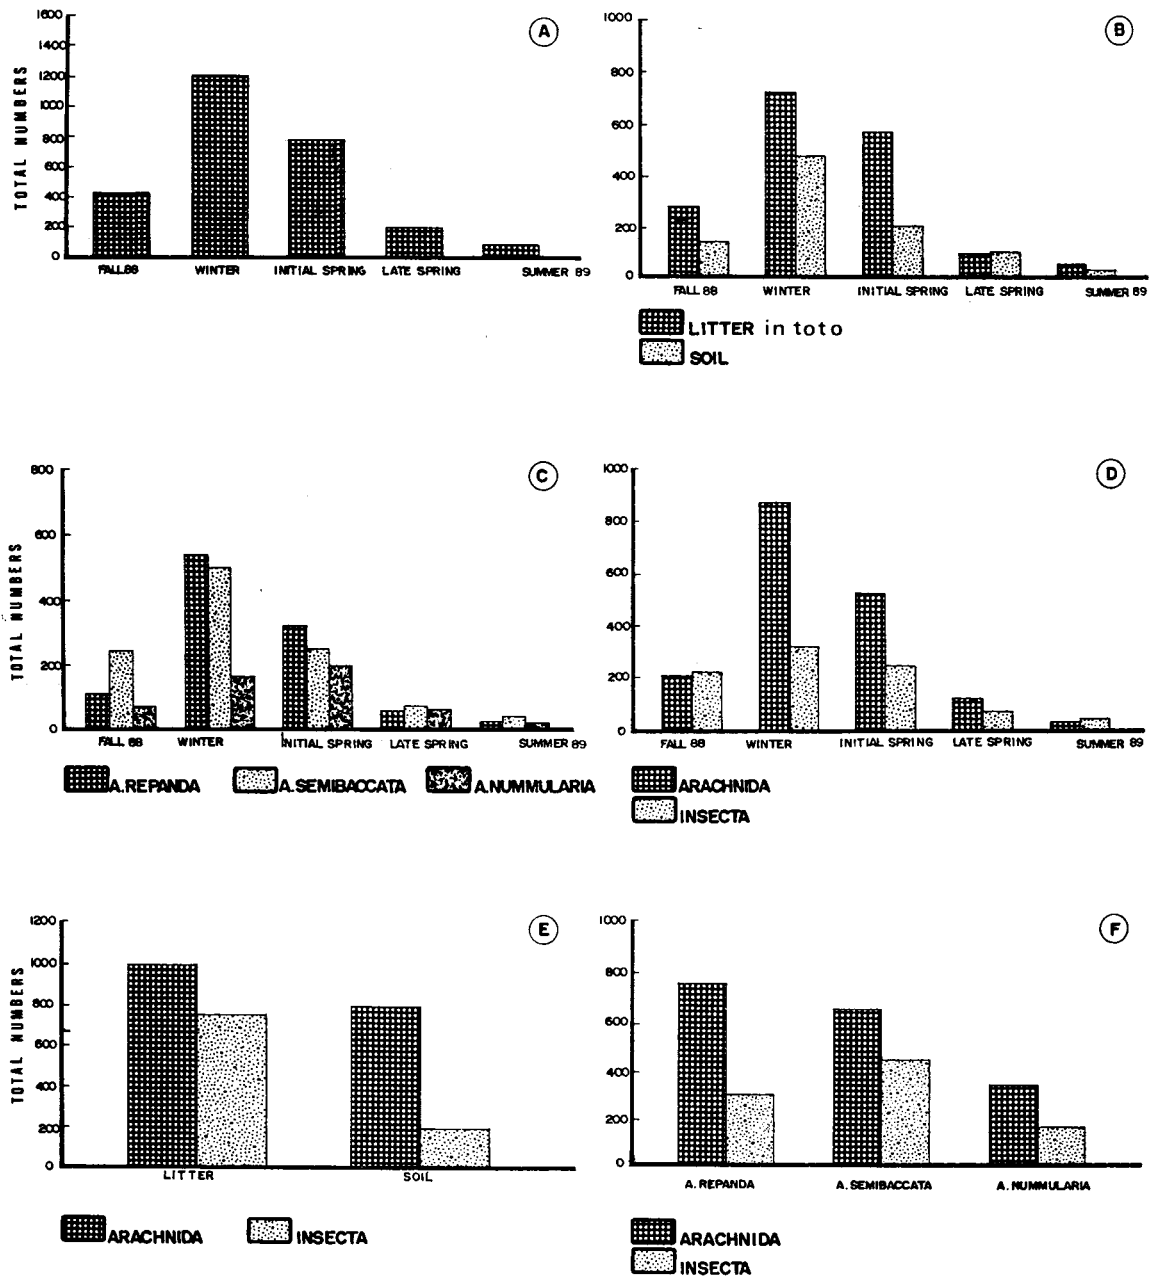 A
TOTAL NUMBERS
1600
1400
1200
1000
800
600
400
200
0
FALL 88
WINTER
INITIAL SPRING
LATE SPRING
SUMMER 89
B
1000
800
600
400
200
0
FALL 88
WINTER
INITIAL SPRING
LATE SPRING
SUMMER 89
LITTER in toto
SOIL
C
TOTAL NUMBERS
800
600
400
200
0
FALL 88
WINTER
INITIAL SPRING
LATE SPRING
SUMMER 89
A. REPANDA
A. SEMIBACCATA
A. NUMMULARIA
D
1000
800
600
400
200
0
FALL 88
WINTER
INITIAL SPRING
LATE SPRING
SUMMER 89
ARACHNIDA
INSECTA
E
TOTAL NUMBERS
1200
1000
800
600
400
200
0
LITTER
SOIL
ARACHNIDA
INSECTA
F
1000
800
600
400
200
0
A. REPANDA
A. SEMIBACCATA
A. NUMMULARIA
ARACHNIDA
INSECTA